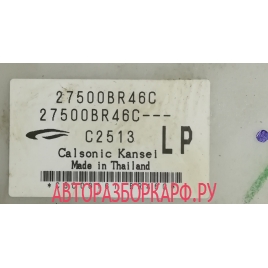 27500BR46C
27500BR46C---
C2513
LP
Calsonic Kansei
Made in Thailand
АВТОРАЗБОРКАРФ.РУ